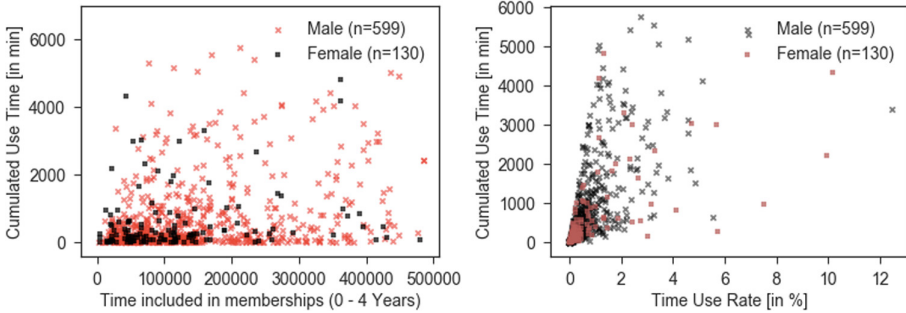 Cumulated Use Time [in min]
6000
4000
2000
0
Male (n=599)
Female (n=130)
0 100000 200000 300000 400000 500000
Time included in memberships (0 - 4 Years)
Cumulated Use Time [in min]
6000
5000
4000
3000
2000
1000
0
Male (n=599)
Female (n=130)
0 2 4 6 8 10 12
Time Use Rate [in %]